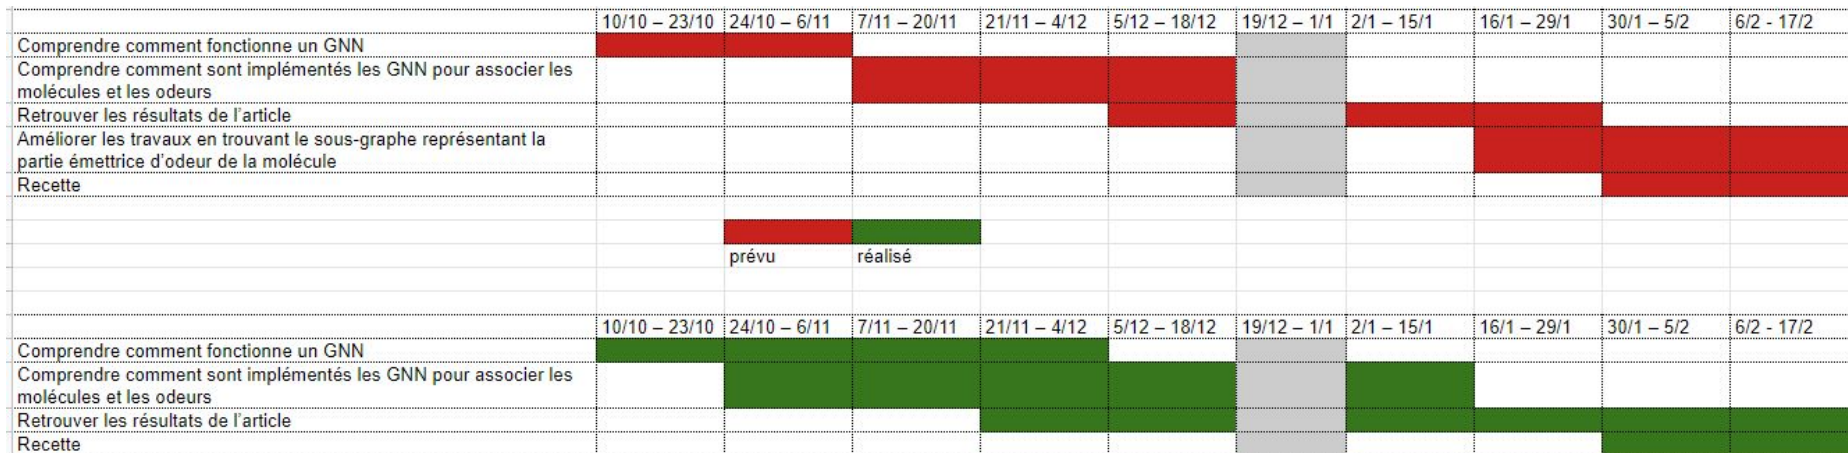 10/10 – 23/10 24/10 – 6/11 7/11 – 20/11 21/11 – 4/12 5/12 – 18/12 19/12 – 1/1 2/1 – 15/1 16/1 – 29/1 30/1 – 5/2 6/2 - 17/2
Comprendre comment fonctionne un GNN
Comprendre comment sont implémentés les GNN pour associer les
molécules et les odeurs
Retrouver les résultats de l'article
Améliorer les travaux en trouvant le sous-graphe représentant la
partie émettrice d'odeur de la molécule
Recette
prévu réalisé
10/10 – 23/10 24/10 – 6/11 7/11 – 20/11 21/11 – 4/12 5/12 – 18/12 19/12 – 1/1 2/1 – 15/1 16/1 – 29/1 30/1 – 5/2 6/2 - 17/2
Comprendre comment fonctionne un GNN
Comprendre comment sont implémentés les GNN pour associer les
molécules et les odeurs
Retrouver les résultats de l'article
Recette